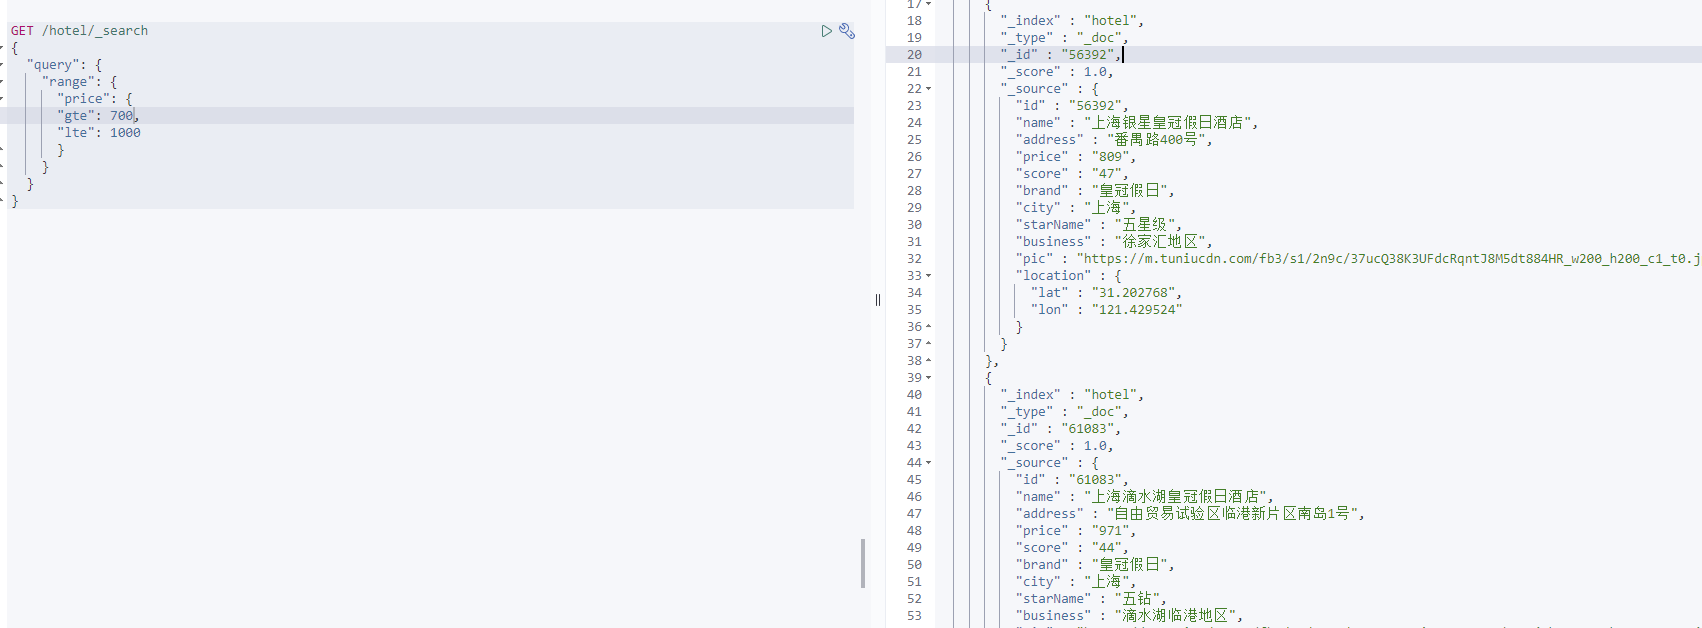 GET /hotel/_search
{
  "query": {
    "range": {
      "price": {
      "gte": 700,
      "lte": 1000
      }
    }
  }
}
17 {
18 "_index" : "hotel",
19 "_type" : "_doc",
20 "_id" : "56392",
21 "_score" : 1.0,
22 "_source" : {
23 "id" : "56392",
24 "name" : "上海银星皇冠假日酒店",
25 "address" : "番禺路400号",
26 "price" : "809",
27 "score" : "47",
28 "brand" : "皇冠假日",
29 "city" : "上海",
30 "starName" : "五星级",
31 "business" : "徐家汇地区",
32 "pic" : "https://m.tuniucdn.com/fb3/s1/2n9c/37ucQ38K3UFdcRqntJ8M5dt884HR_w200_h200_c1_t0.j
33 "location" : {
34 "lat" : "31.202768",
35 "lon" : "121.429524"
36 }
37 }
38 },
39 {
40 "_index" : "hotel",
41 "_type" : "_doc",
42 "_id" : "61083",
43 "_score" : 1.0,
44 "_source" : {
45 "id" : "61083",
46 "name" : "上海滴水湖皇冠假日酒店",
47 "address" : "自由贸易试验区临港新片区南岛1号",
48 "price" : "971",
49 "score" : "44",
50 "brand" : "皇冠假日",
51 "city" : "上海",
52 "starName" : "五钻",
53 "business" : "滴水湖临港地区",